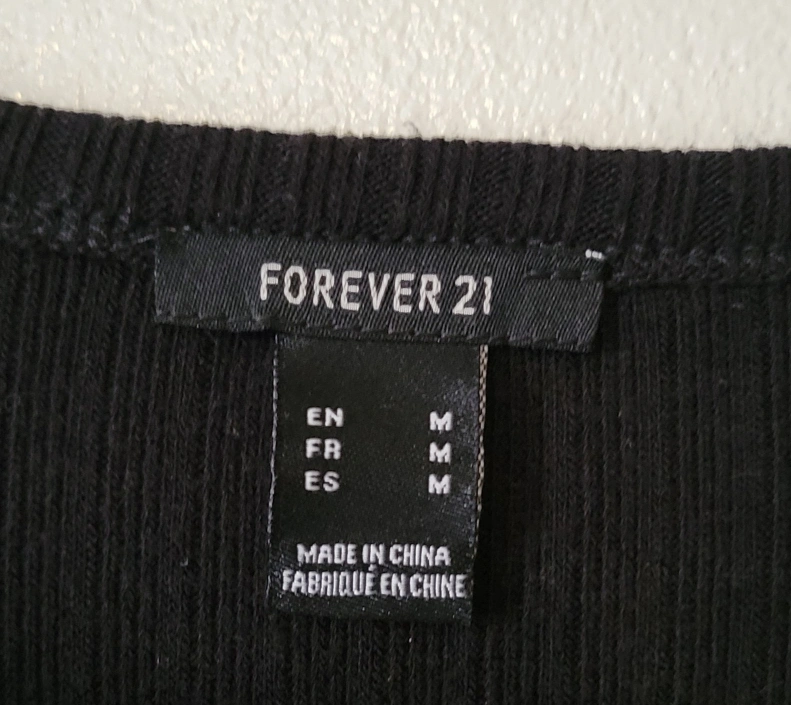 FOREVER 21
EN M
FR M
ES M
MADE IN CHINA
FABRIQUÉ EN CHINE